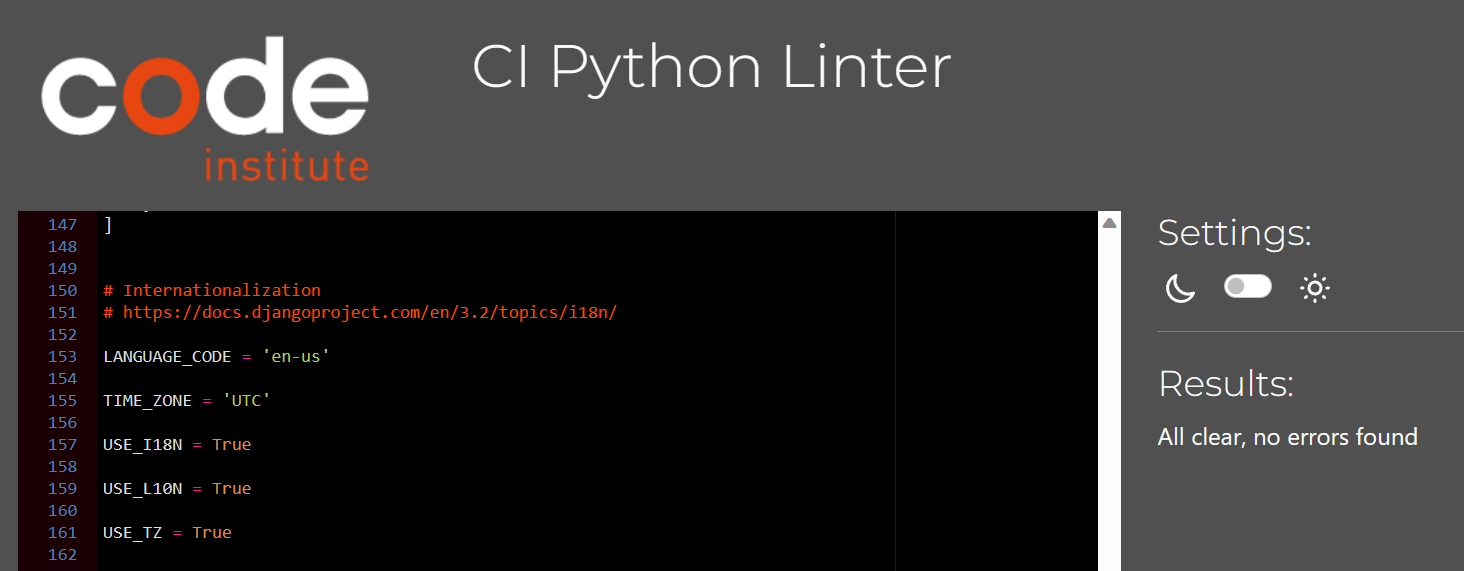 code
institute
CI Python Linter
147 ]
148
149
150 # Internationalization
151 # https://docs.djangoproject.com/en/3.2/topics/i18n/
152
153 LANGUAGE_CODE = 'en-us'
154
155 TIME_ZONE = 'UTC'
156
157 USE_I18N = True
158
159 USE_L10N = True
160
161 USE_TZ = True
162
Settings:
Results:
All clear, no errors found